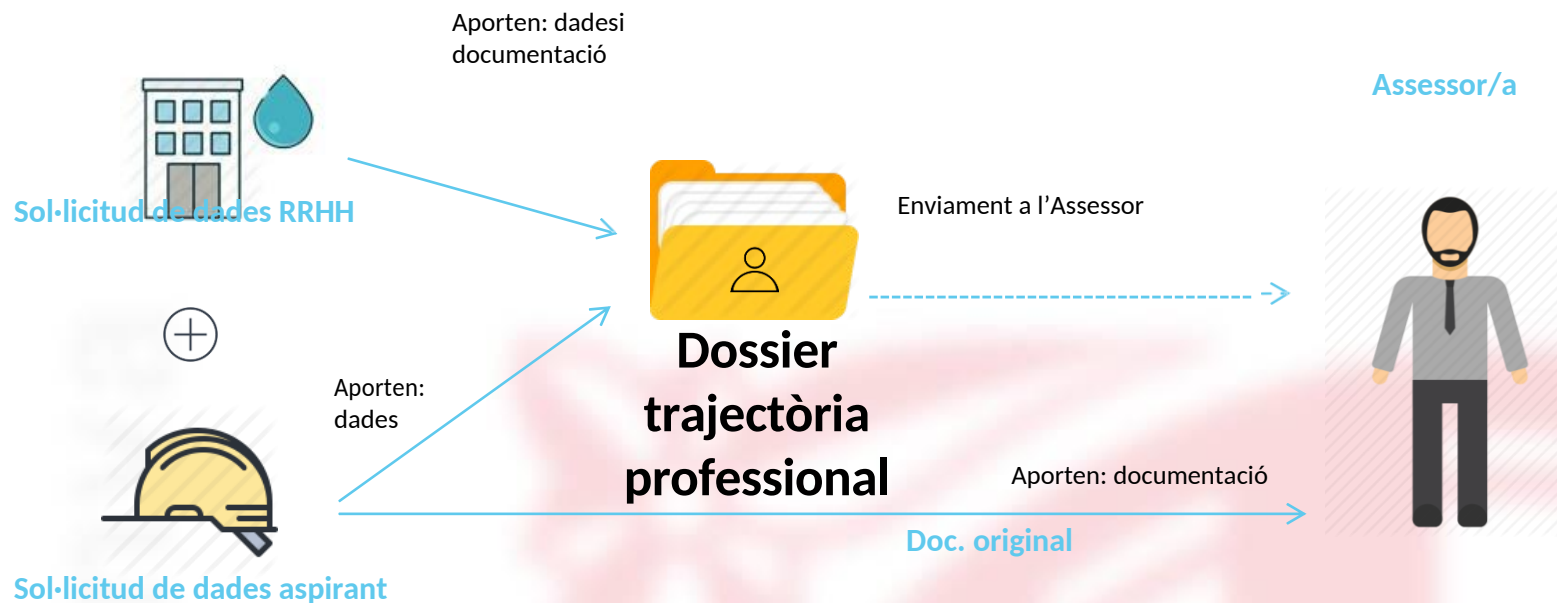 Aporten: dadesi
documentació
Assessor/a
Sol·licitud de dades RRHH
Enviament a l’Assessor
Dossier
trajectòria
professional
Aporten:
dades
Aporten: documentació
Doc. original
Sol·licitud de dades aspirant